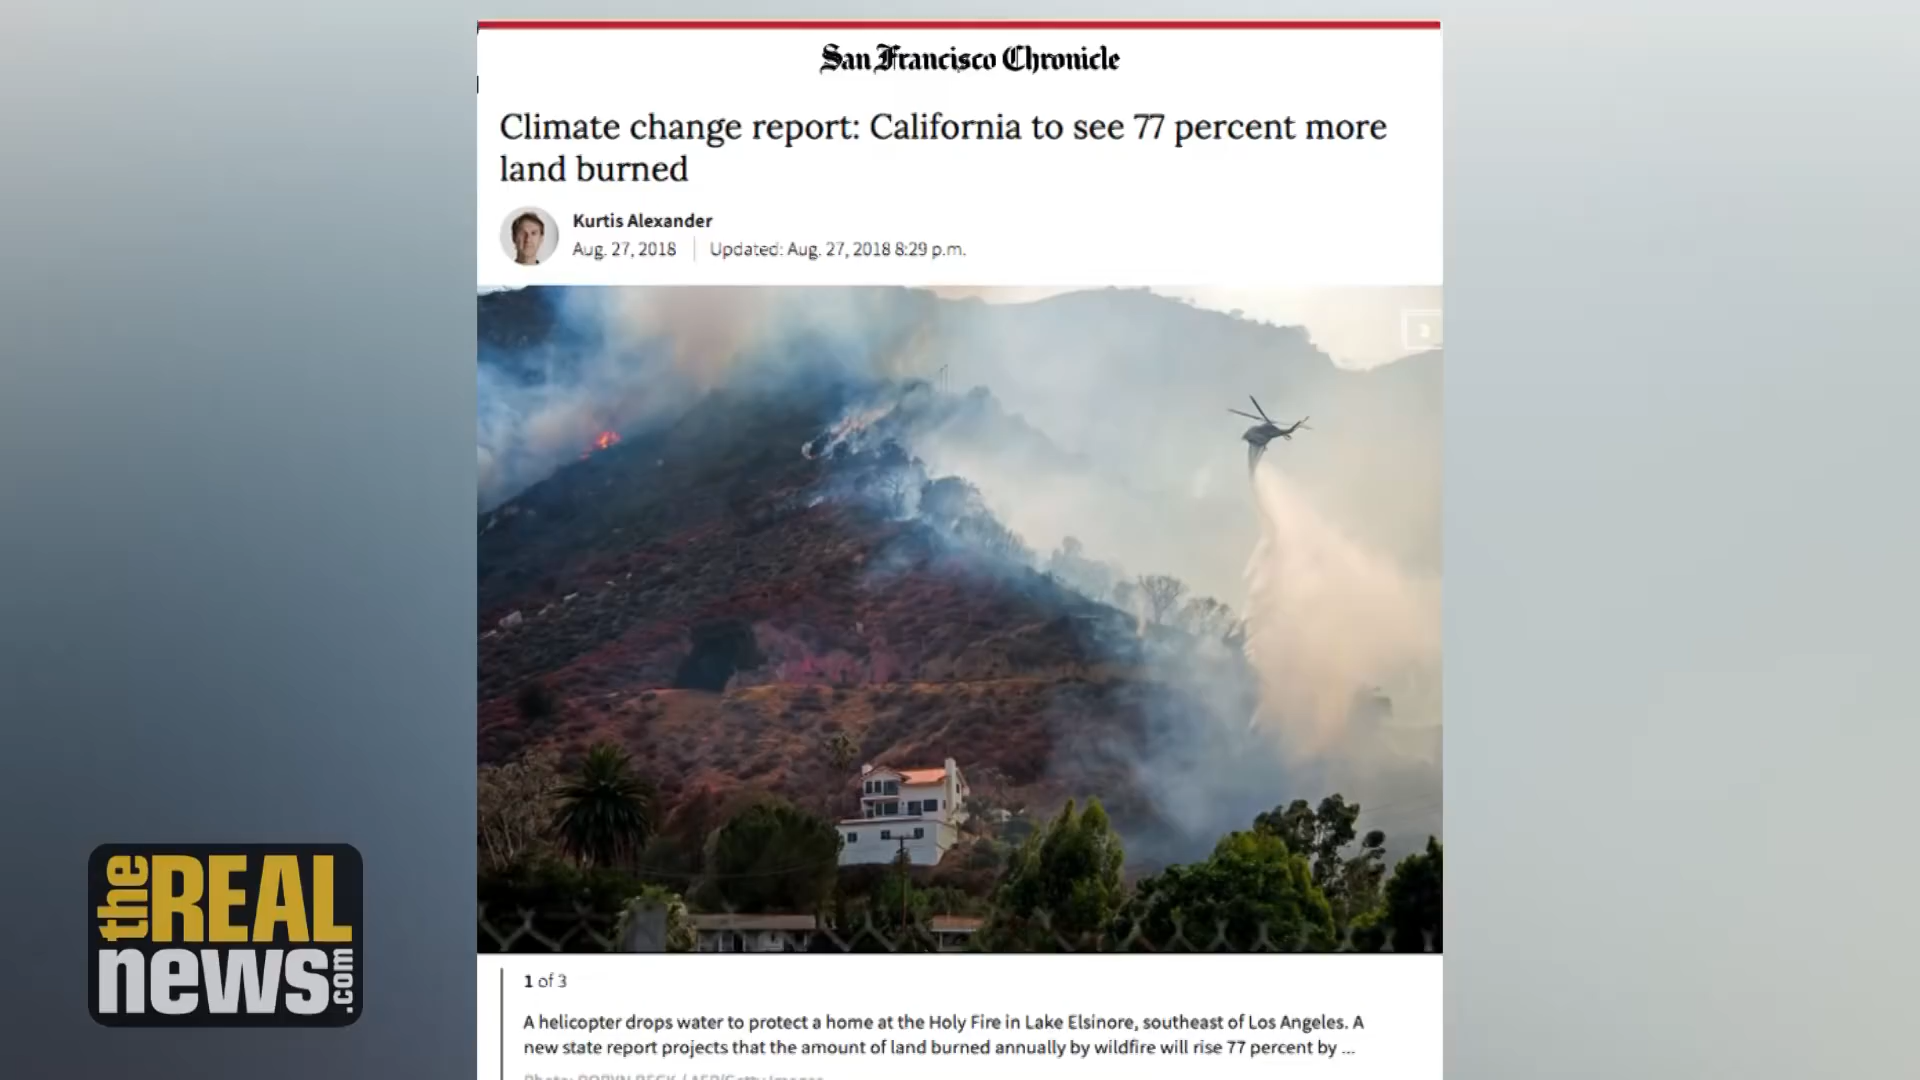 San Francisco Chronicle
Climate change report: California to see 77 percent more
land burned
Kurtis Alexander
Aug. 27, 2018 Updated: Aug. 27, 2018 8:29 p.m.
3
the REAL
news.com
1 of 3
A helicopter drops water to protect a home at the Holy Fire in Lake Elsinore, southeast of Los Angeles. A
new state report projects that the amount of land burned annually by wildfire will rise 77 percent by ...